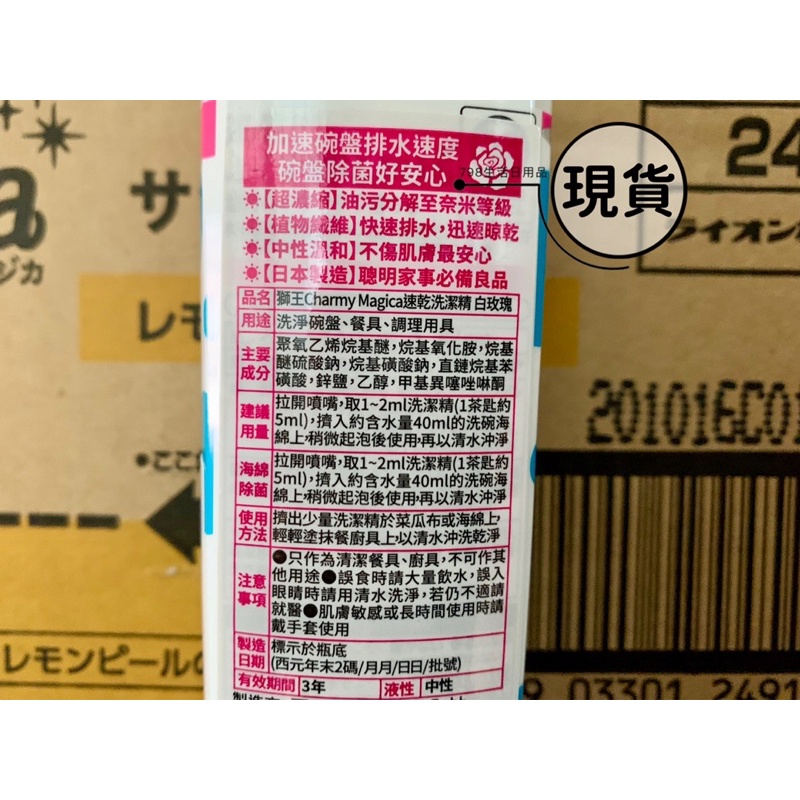 加速碗盤排水速度
碗盤除菌好安心
798生活日用品
現貨
【超濃縮】油污分解至奈米等級
【植物纖維】快速排水,迅速晾乾
【中性溫和】不傷肌膚最安心
【日本製造】聰明家事必備良品
品名 獅王Charmy Magica速乾洗潔精 白玫瑰
用途 洗淨碗盤、餐具、調理用具
主要成分 聚氧乙烯烷基醚,烷基氧化胺,烷基
醚硫酸鈉,烷基磺酸鈉,直鏈烷基苯
磺酸,鋅鹽,乙醇,甲基異噻唑啉酮
建議用量 拉開噴嘴,取1~2ml洗潔精(1茶匙約
5ml),擠入約含水量40ml的洗碗海
綿上,稍微起泡後使用,再以清水沖淨
海綿除菌 拉開噴嘴,取1~2ml洗潔精(1茶匙約
5ml),擠入約含水量40ml的洗碗海
綿上,稍微起泡後使用,再以清水沖淨
使用方法 擠出少量洗潔精於菜瓜布或海綿上,
輕輕塗抹餐廚具上,以清水沖洗乾淨
注意事項 ●只作為清潔餐具、廚具,不可作其
他用途●誤食時請大量飲水,誤入
眼睛時請用清水洗淨,若仍不適請
就醫●肌膚敏感或長時間使用時請
戴手套使用
製造日期 標示於瓶底
(西元年末2碼/月月/日日/批號)
有效期間 3年 液性 中性
サ
a
ジカ
レモ
•ここ
レモンピールの
24
ライオン
201016GC01
9 03301 2491